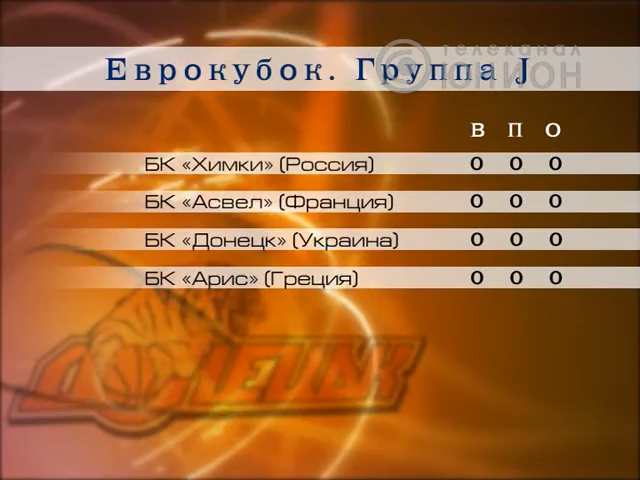 телеканал
ЮНИОН
Еврокубок. Группа J
В П О
БК «Химки» (Россия) 0 0 0
БК «Асвел» (Франция) 0 0 0
БК «Донецк» (Украина) 0 0 0
БК «Арис» (Греция) 0 0 0